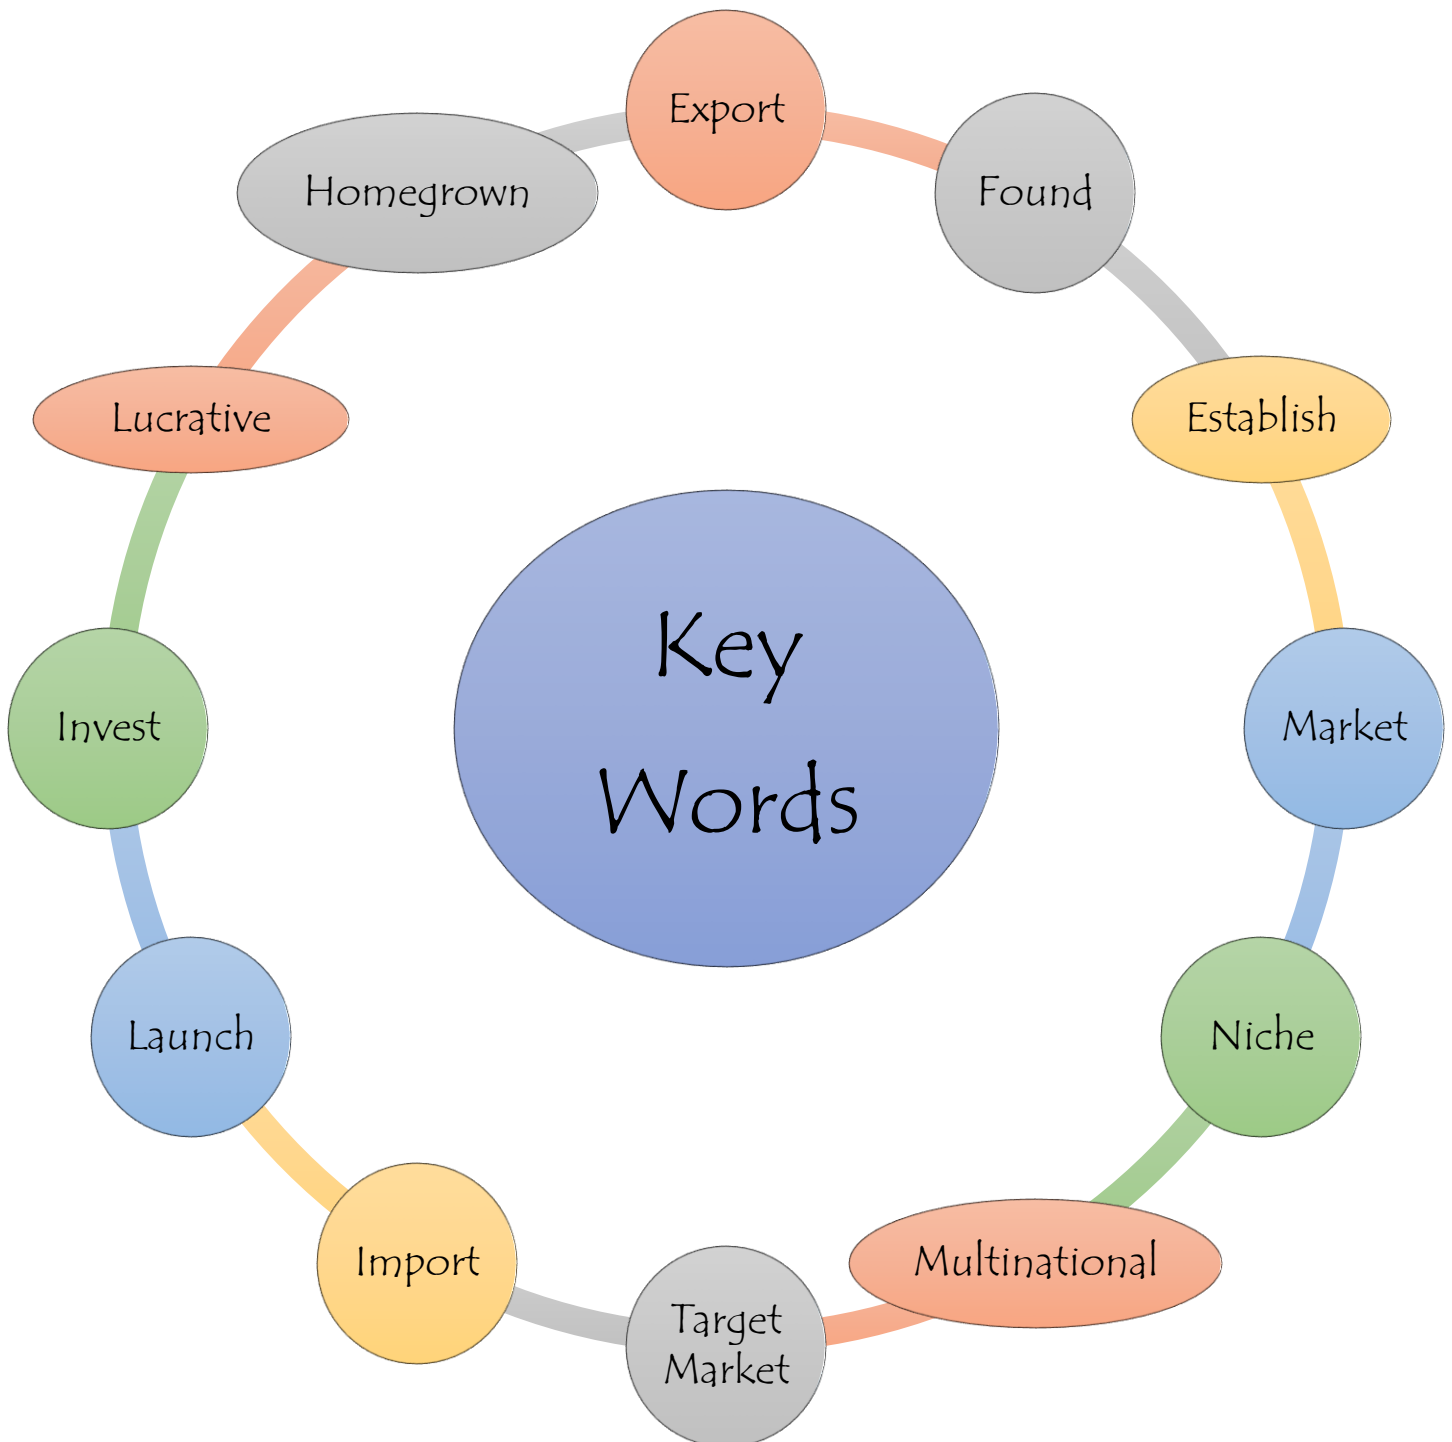 Export
Found
Establish
Market
Niche
Multinational
Target
Market
Import
Launch
Invest
Lucrative
Homegrown
Key
Words